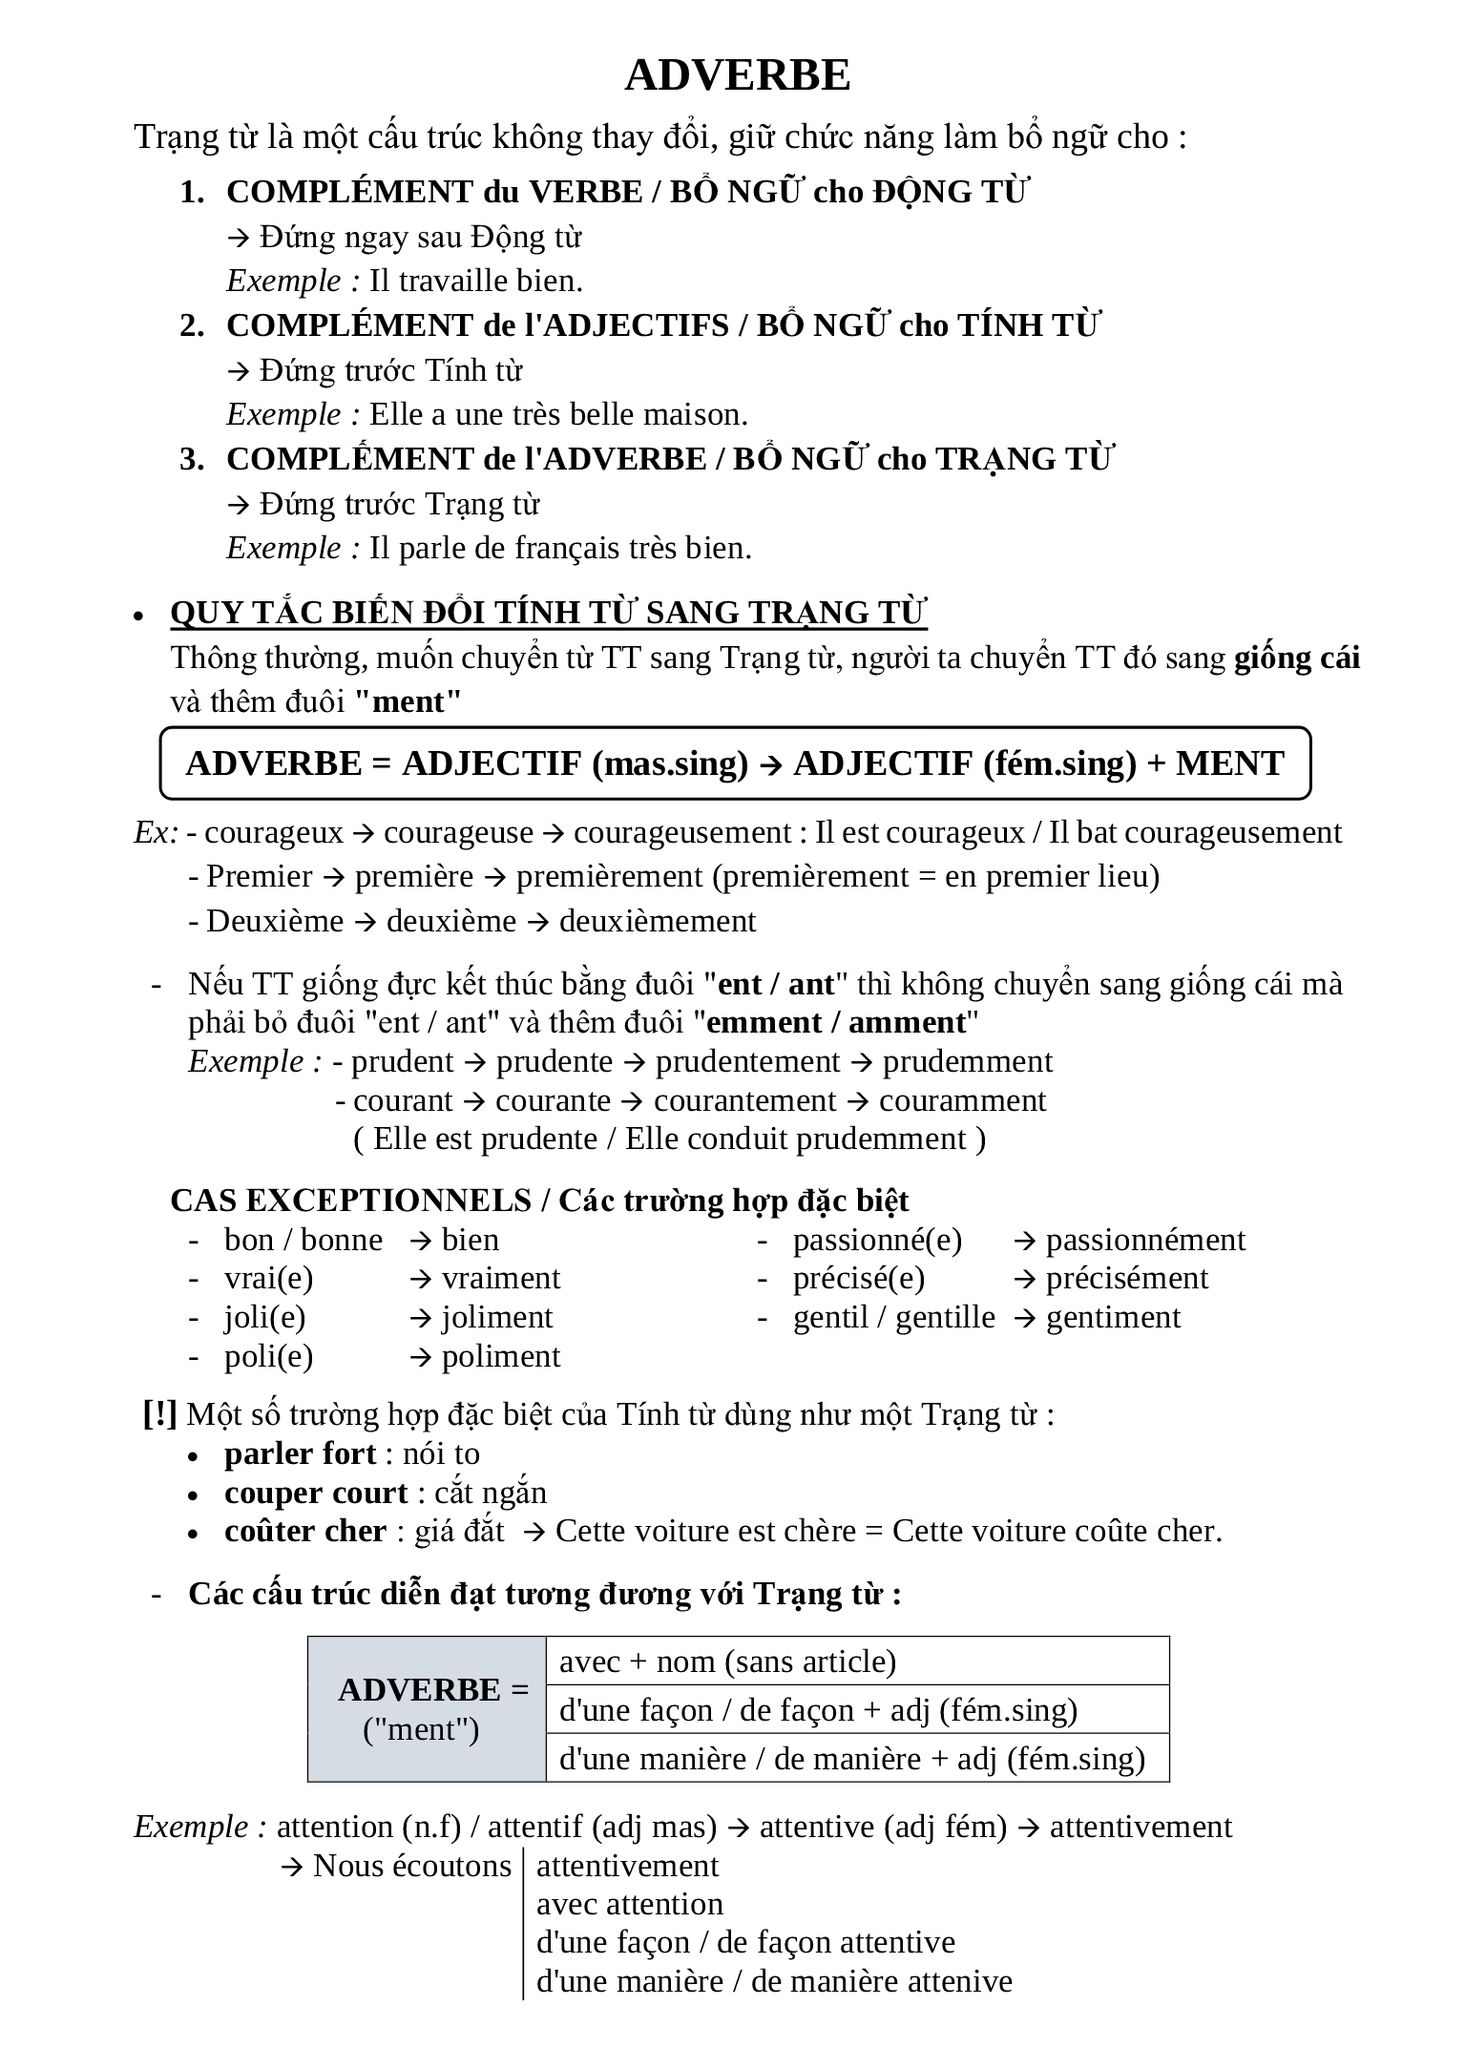 ADVERBE
Trạng từ là một cấu trúc không thay đổi, giữ chức năng làm bổ ngữ cho :
1. COMPLÉMENT du VERBE / BỔ NGỮ cho ĐỘNG TỪ
→ Đứng ngay sau Động từ
Exemple : Il travaille bien.
2. COMPLÉMENT de l'ADJECTIFS / BỔ NGỮ cho TÍNH TỪ
→ Đứng trước Tính từ
Exemple : Elle a une très belle maison.
3. COMPLẾMENT de l'ADVERBE / BỔ NGỮ cho TRẠNG TỪ
→ Đứng trước Trạng từ
Exemple : Il parle de français très bien.
• QUY TẮC BIẾN ĐỔI TÍNH TỪ SANG TRẠNG TỪ
Thông thường, muốn chuyển từ TT sang Trạng từ, người ta chuyển TT đó sang giống cái
và thêm đuôi "ment"
ADVERBE = ADJECTIF (mas.sing) → ADJECTIF (fém.sing) + MENT
Ex: - courageux → courageuse → courageusement : Il est courageux / Il bat courageusement
- Premier → première → premièrement (premièrement = en premier lieu)
- Deuxième → deuxième → deuxièmement
- Nếu TT giống đực kết thúc bằng đuôi "ent / ant" thì không chuyển sang giống cái mà
phải bỏ đuôi "ent / ant" và thêm đuôi "emment / amment"
Exemple : - prudent → prudente → prudentement → prudemment
- courant → courante → courantement → couramment
( Elle est prudente / Elle conduit prudemment )
CAS EXCEPTIONNELS / Các trường hợp đặc biệt
- bon / bonne → bien
- vrai(e) → vraiment
- joli(e) → joliment
- poli(e) → poliment
- passionné(e) → passionnément
- précisé(e) → précisément
- gentil / gentille → gentiment
[!] Một số trường hợp đặc biệt của Tính từ dùng như một Trạng từ :
• parler fort : nói to
• couper court : cắt ngắn
• coûter cher : giá đắt → Cette voiture est chère = Cette voiture coûte cher.
- Các cấu trúc diễn đạt tương đương với Trạng từ :
ADVERBE =
("ment")
avec + nom (sans article)
d'une façon / de façon + adj (fém.sing)
d'une manière / de manière + adj (fém.sing)
Exemple : attention (n.f) / attentif (adj mas) → attentive (adj fém) → attentivement
→ Nous écoutons attentivement
avec attention
d'une façon / de façon attentive
d'une manière / de manière attenive